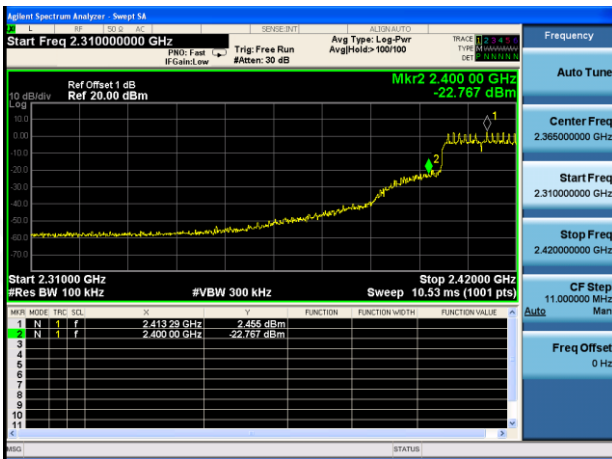 Agilent Spectrum Analyzer - Swept SA
L RF 50 Ω AC SENSE:INT ALIGNAUTO
Start Freq 2.310000000 GHz
PNO: Fast
IFGain:Low
Trig: Free Run
#Atten: 30 dB
Avg Type: Log-Pwr
Avg|Hold:>100/100
TRACE 1 2 3 4 5 6
TYPE M
DET P N N N N N
Mkr2 2.400 00 GHz
-22.767 dBm
Ref Offset 1 dB
10 dB/div Ref 20.00 dBm
Log
10.0
0.00
-10.0
-20.0
-30.0
-40.0
-50.0
-60.0
-70.0
1
2
Start 2.31000 GHz Stop 2.42000 GHz
#Res BW 100 kHz #VBW 300 kHz Sweep 10.53 ms (1001 pts)
MKR MODE TRC SCL X Y FUNCTION FUNCTION WIDTH FUNCTION VALUE
1 N 1 f 2.413 29 GHz 2.455 dBm
2 N 1 f 2.400 00 GHz -22.767 dBm
3
4
5
6
7
8
9
10
11
MSG STATUS
Frequency
Auto Tune
Center Freq
2.365000000 GHz
Start Freq
2.310000000 GHz
Stop Freq
2.420000000 GHz
CF Step
11.000000 MHz
Auto Man
Freq Offset
0 Hz